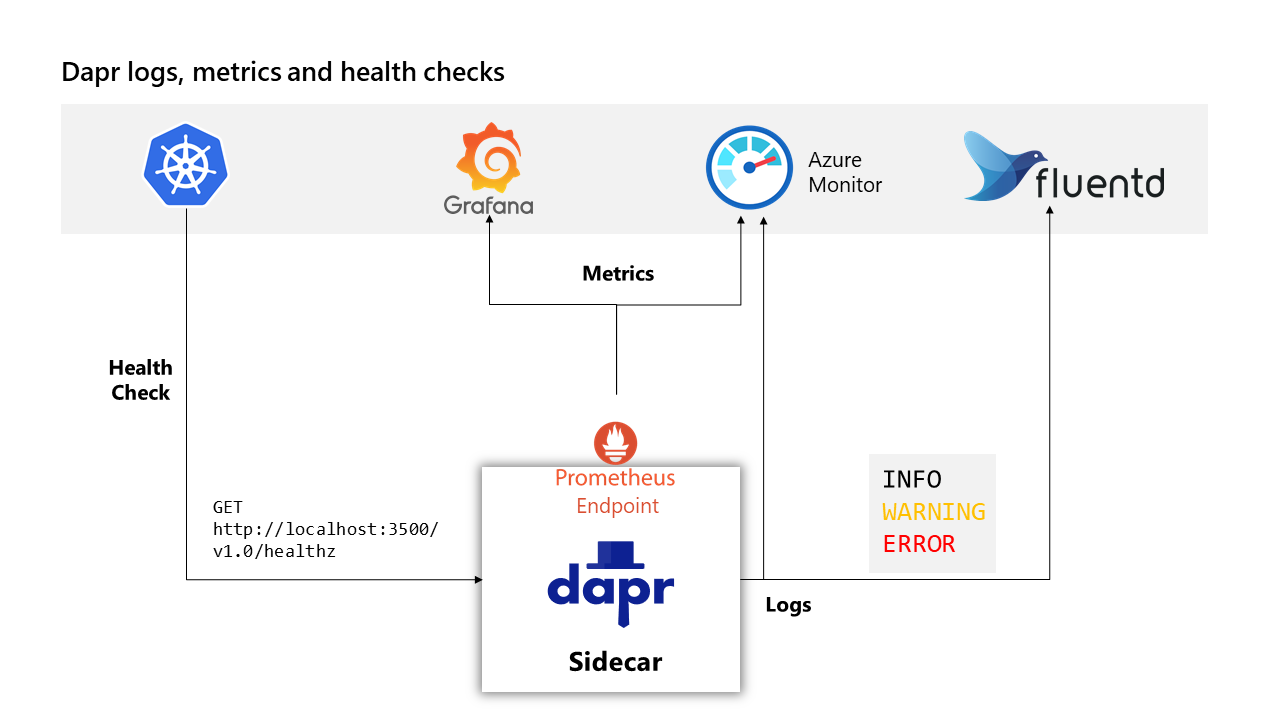 Dapr logs, metrics and health checks
Grafana
Azure
Monitor
fluentd
Metrics
Health
Check
GET
http://localhost:3500/
v1.0/healthz
Prometheus
Endpoint
dapr
Sidecar
INFO
WARNING
ERROR
Logs